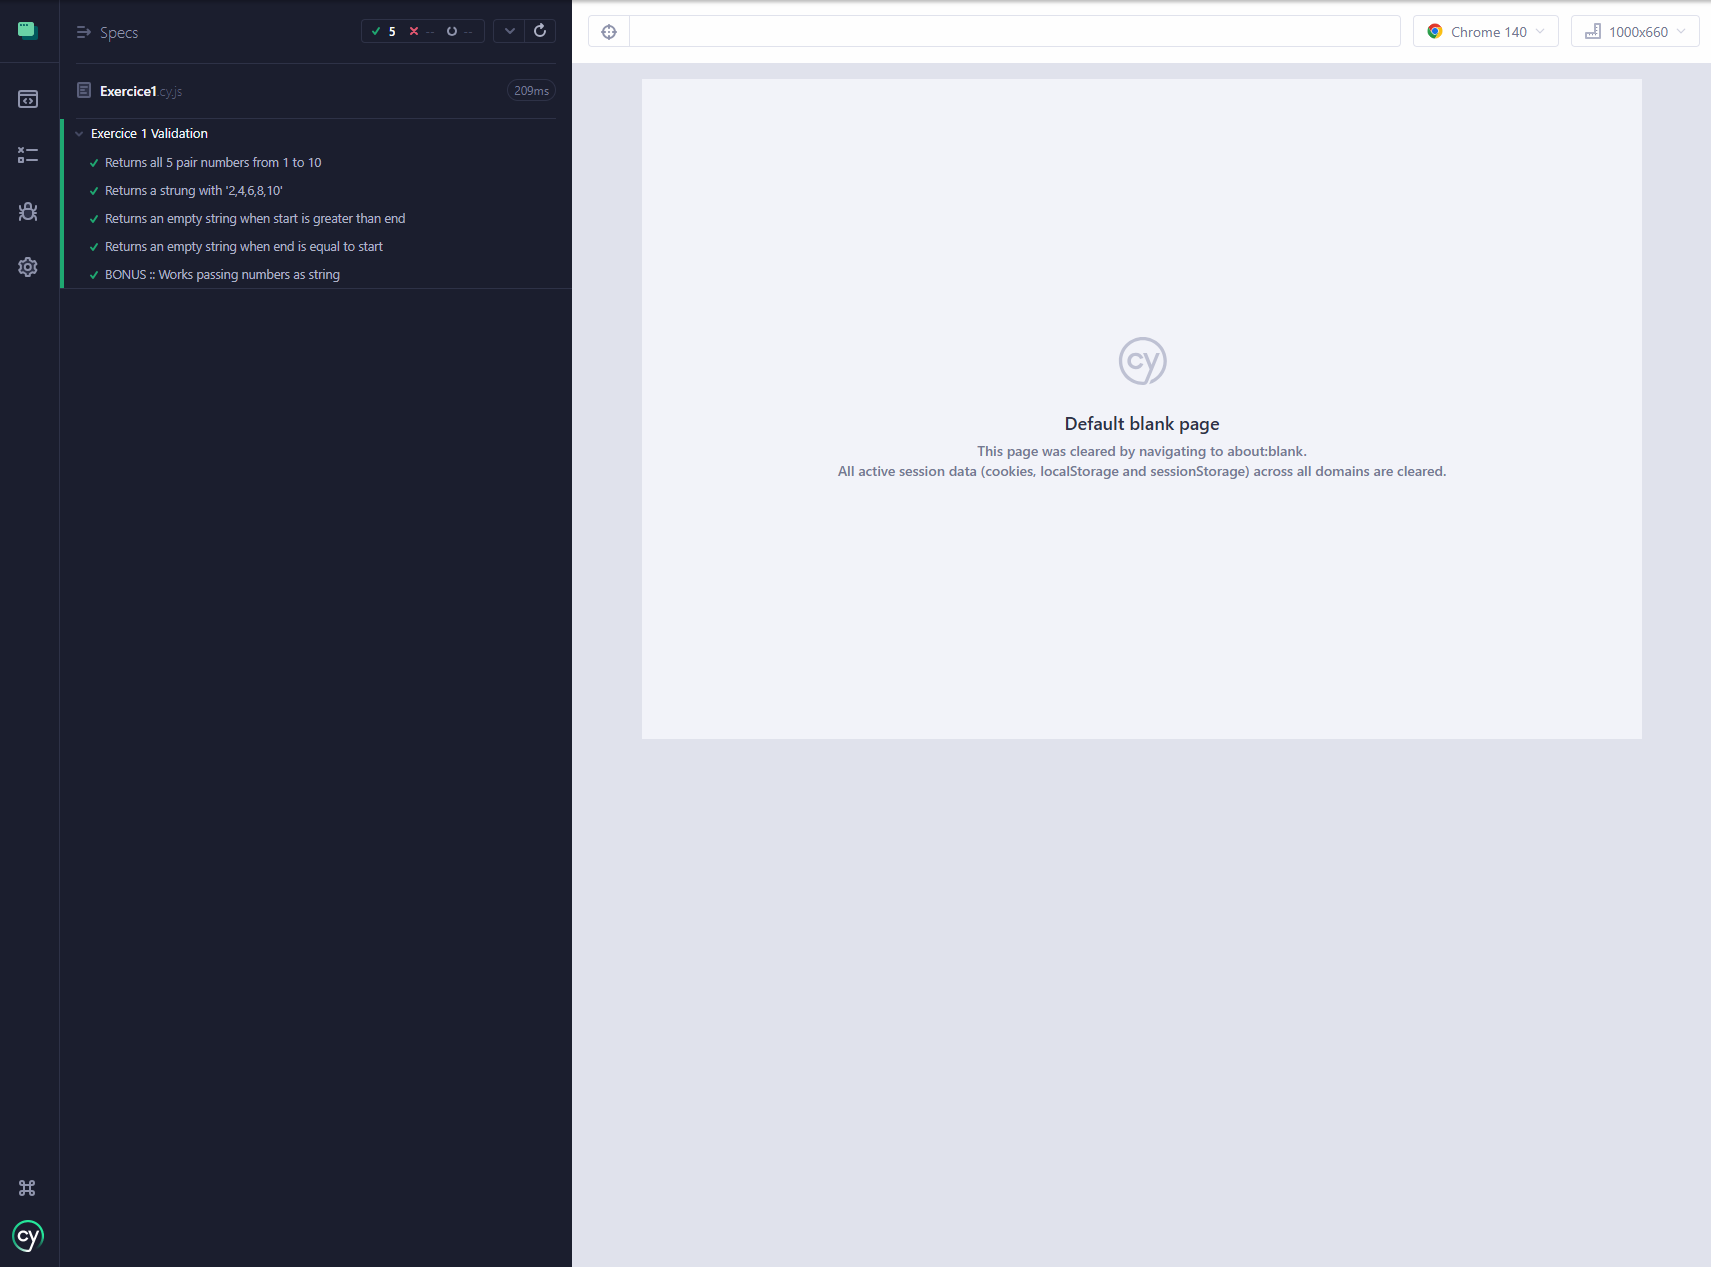 Specs
5 -- --
Exercice1.cy.js
209ms
Exercice 1 Validation
Returns all 5 pair numbers from 1 to 10
Returns a strung with '2,4,6,8,10'
Returns an empty string when start is greater than end
Returns an empty string when end is equal to start
BONUS :: Works passing numbers as string
Chrome 140
1000x660
cy
Default blank page
This page was cleared by navigating to about:blank.
All active session data (cookies, localStorage and sessionStorage) across all domains are cleared.
cy